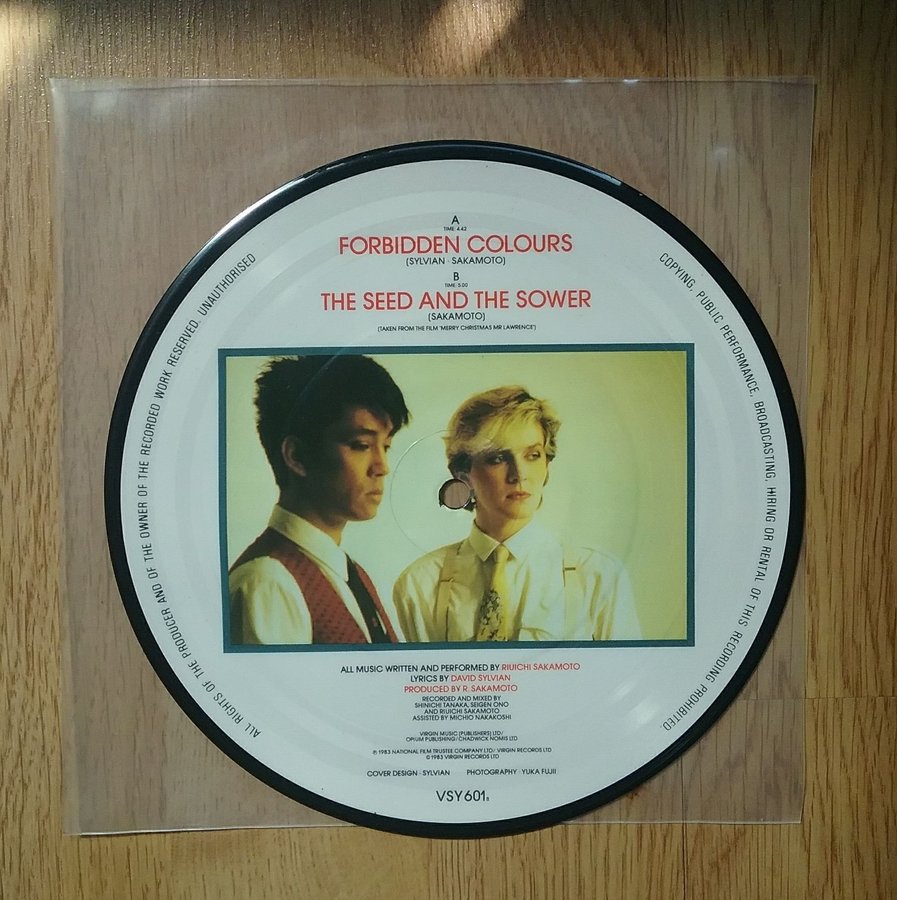 A
TIME: 4.42
FORBIDDEN COLOURS
(SYLVIAN · SAKAMOTO)
B
TIME: 5.00
THE SEED AND THE SOWER
(SAKAMOTO)
(TAKEN FROM THE FILM 'MERRY CHRISTMAS MR LAWRENCE')
ALL RIGHTS OF THE PRODUCER AND OF THE OWNER OF THE RECORDED WORK RESERVED. UNAUTHORISED
COPYING, PUBLIC PERFORMANCE, BROADCASTING, HIRING OR RENTAL OF THIS RECORDING PROHIBITED.
ALL MUSIC WRITTEN AND PERFORMED BY RIUICHI SAKAMOTO
LYRICS BY DAVID SYLVIAN
PRODUCED BY R. SAKAMOTO
RECORDED AND MIXED BY
SHINICHI TANAKA, SEIGEN ONO
AND RIUICHI SAKAMOTO
ASSISTED BY MICHIO NAKAKOSHI
VIRGIN MUSIC (PUBLISHERS) LTD/
OPIUM PUBLISHING/CHADWICK NOMIS LTD
℗ 1983 NATIONAL FILM TRUSTEE COMPANY LTD/ VIRGIN RECORDS LTD
© 1983 VIRGIN RECORDS LTD
COVER DESIGN · SYLVIAN PHOTOGRAPHY · YUKA FUJII
VSY601B